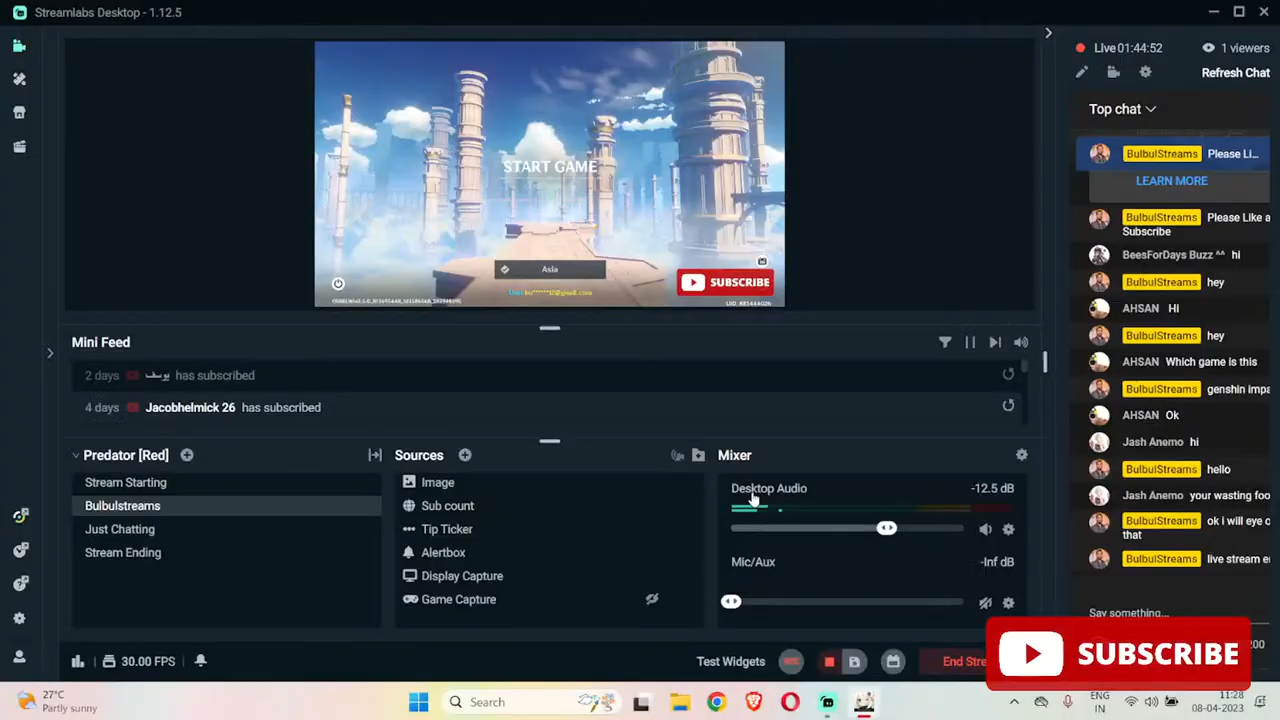 Streamlabs Desktop - 1.12.5
START GAME
Asia
SUBSCRIBE
Mini Feed
2 days يوسف has subscribed
4 days Jacobhelmick 26 has subscribed
Predator [Red]
Stream Starting
Bulbulstreams
Just Chatting
Stream Ending
Sources
Image
Sub count
Tip Ticker
Alertbox
Display Capture
Game Capture
Mixer
Desktop Audio -12.5 dB
Mic/Aux -Inf dB
Live 01:44:52 1 viewers
Refresh Chat
Top chat
BulbulStreams Please Li...
LEARN MORE
BulbulStreams Please Like a
Subscribe
BeesForDays Buzz ^^ hi
BulbulStreams hey
AHSAN Hi
BulbulStreams hey
AHSAN Which game is this
BulbulStreams genshin impa
AHSAN Ok
Jash Anemo hi
BulbulStreams hello
Jash Anemo your wasting foo
BulbulStreams ok I will eye o
that
BulbulStreams live stream e
Say something...
200
30.00 FPS
Test Widgets
REC
End Stre
SUBSCRIBE
27°C
Partly sunny
Search
ENG
IN
11:28
08-04-2023